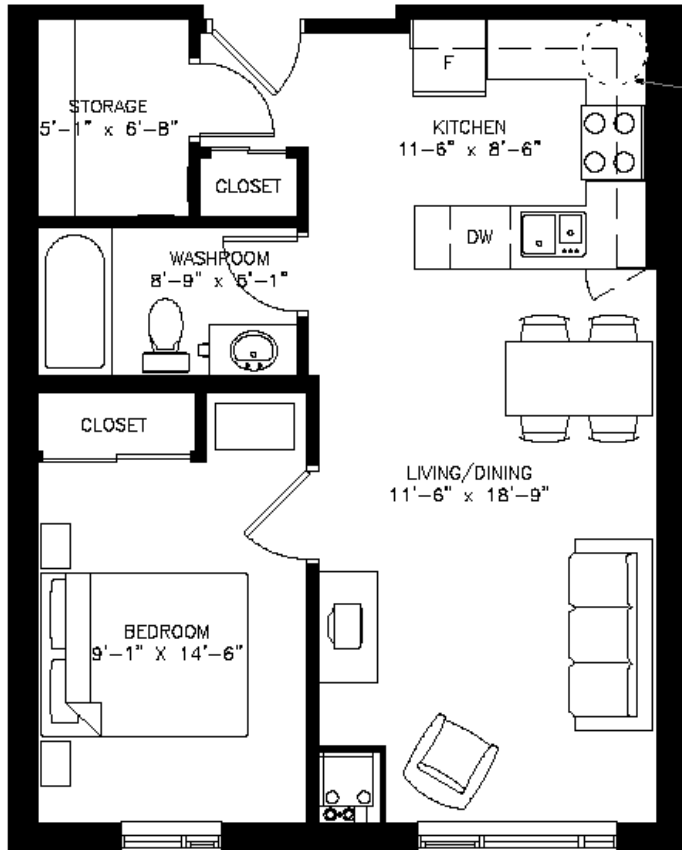 STORAGE
5'-1" x 6'-8"
F
KITCHEN
11-6" x 8'-6"
CLOSET
DW
WASHROOM
8'-9" x 5'-1"
CLOSET
LIVING/DINING
11'-6" x 18'-9"
BEDROOM
9'-1" X 14'-6"